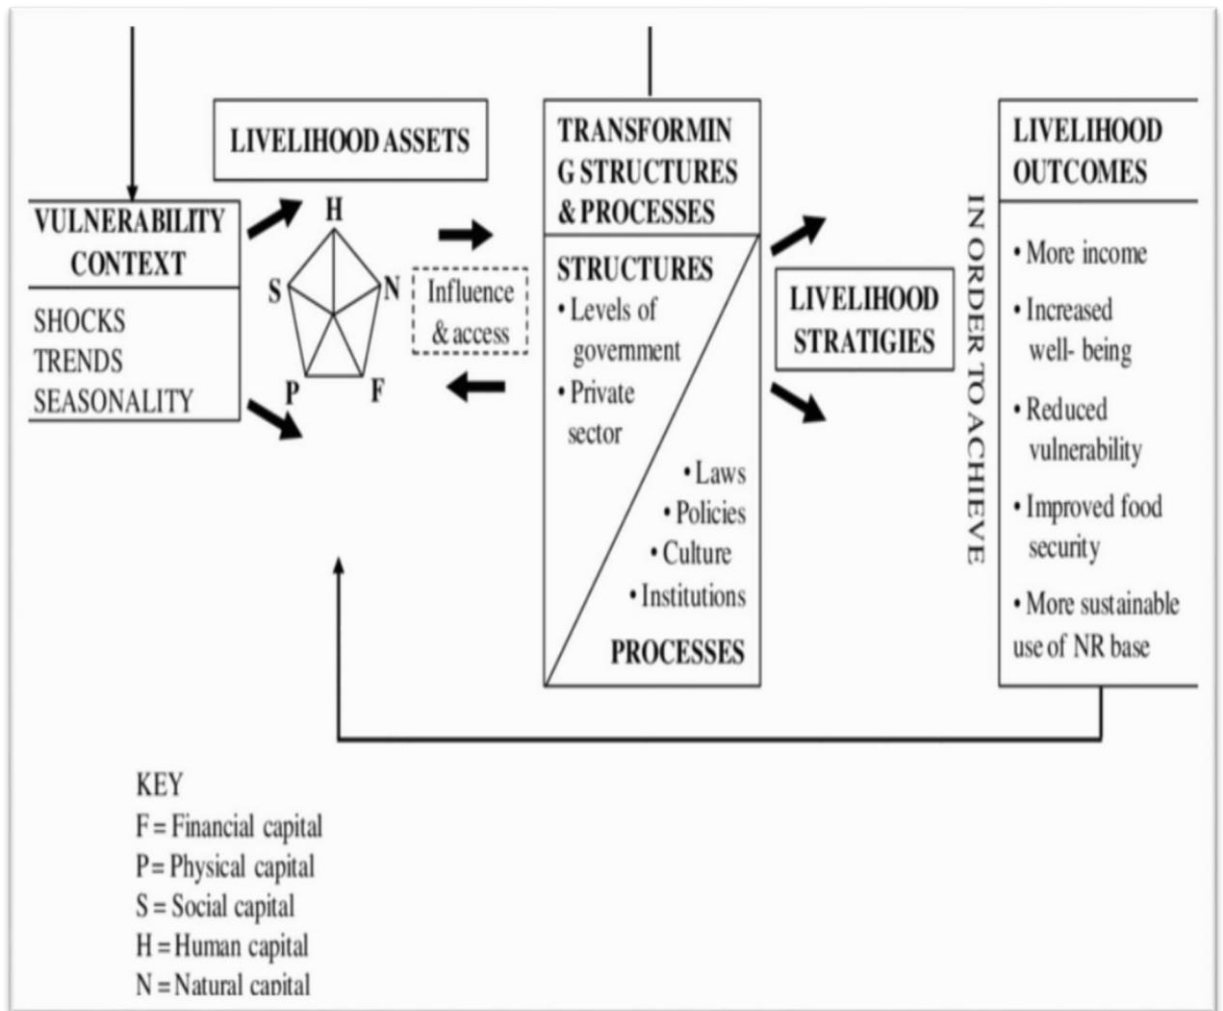 LIVELIHOOD ASSETS
VULNERABILITY
CONTEXT
SHOCKS
TRENDS
SEASONALITY
H
S
N
P
F
Influence
& access
TRANSFORMIN
G STRUCTURES
& PROCESSES
STRUCTURES
• Levels of
government
• Private
sector
• Laws
• Policies
• Culture
• Institutions
PROCESSES
LIVELIHOOD
STRATIGIES
IN ORDER TO ACHIEVE
LIVELIHOOD
OUTCOMES
• More income
• Increased
well- being
• Reduced
vulnerability
• Improved food
security
• More sustainable
use of NR base
KEY
F = Financial capital
P = Physical capital
S = Social capital
H = Human capital
N = Natural capital